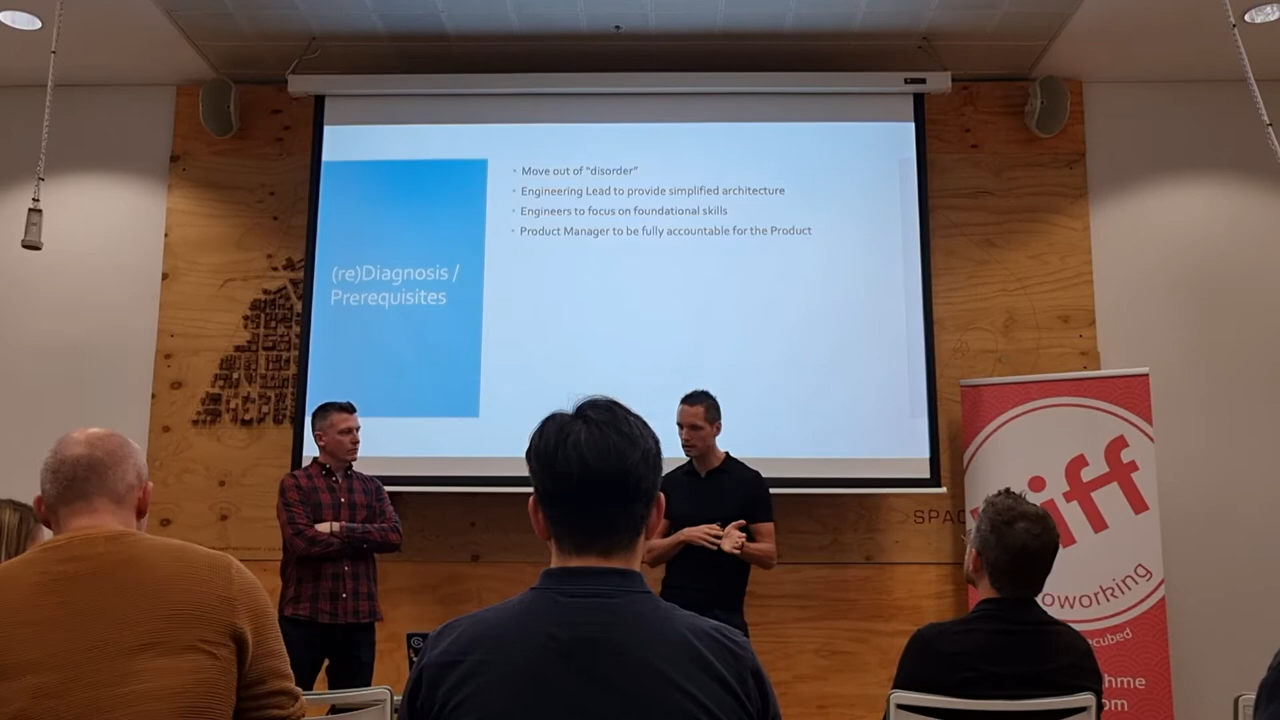 • Move out of “disorder”
• Engineering Lead to provide simplified architecture
• Engineers to focus on foundational skills
• Product Manager to be fully accountable for the Product
(re)Diagnosis /
Prerequisites
SPAC
iff
oworking
cubed
hme
om